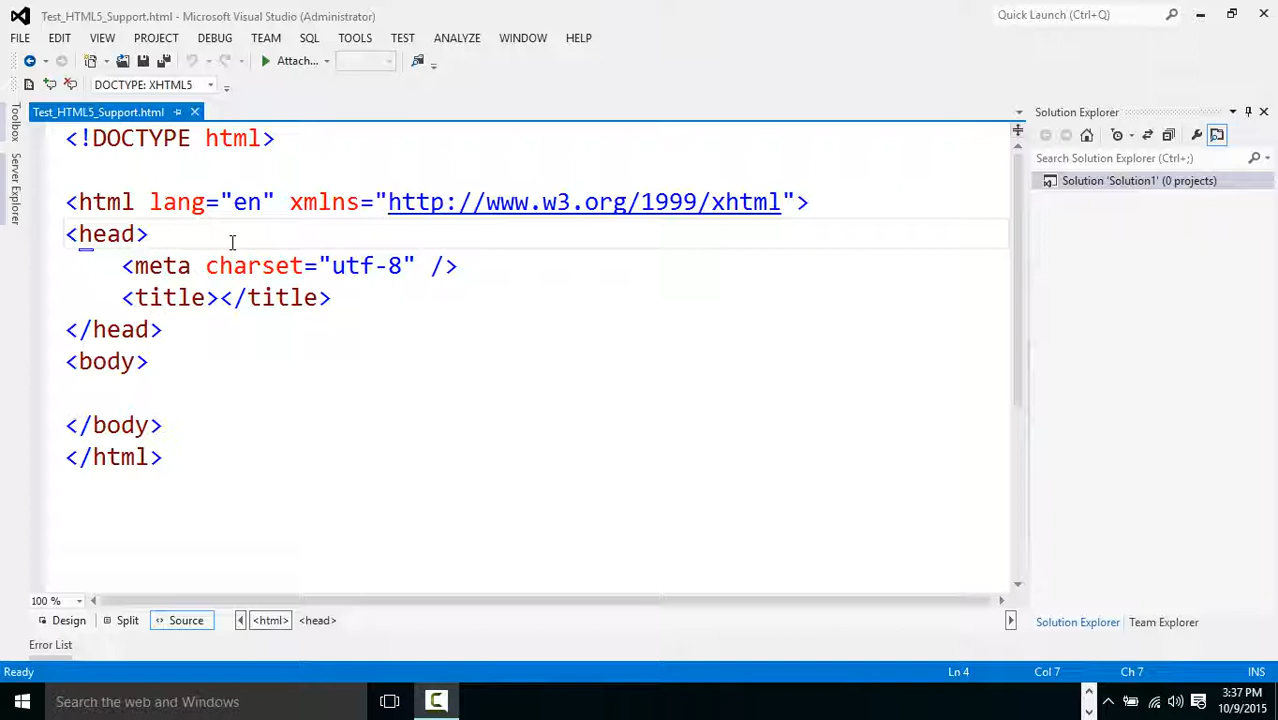 Test_HTML5_Support.html - Microsoft Visual Studio (Administrator)
Quick Launch (Ctrl+Q)
FILE EDIT VIEW PROJECT DEBUG TEAM SQL TOOLS TEST ANALYZE WINDOW HELP
Attach...
DOCTYPE: XHTML5
Toolbox
Server Explorer
Test_HTML5_Support.html
<!DOCTYPE html>
<html lang="en" xmlns="http://www.w3.org/1999/xhtml">
<head>
<meta charset="utf-8" />
<title></title>
</head>
<body>
</body>
</html>
100 %
Design Split Source <html> <head>
Error List
Solution Explorer
Search Solution Explorer (Ctrl+;)
Solution 'Solution1' (0 projects)
Solution Explorer Team Explorer
Ready Ln 4 Col 7 Ch 7 INS
Search the web and Windows
3:37 PM
10/9/2015